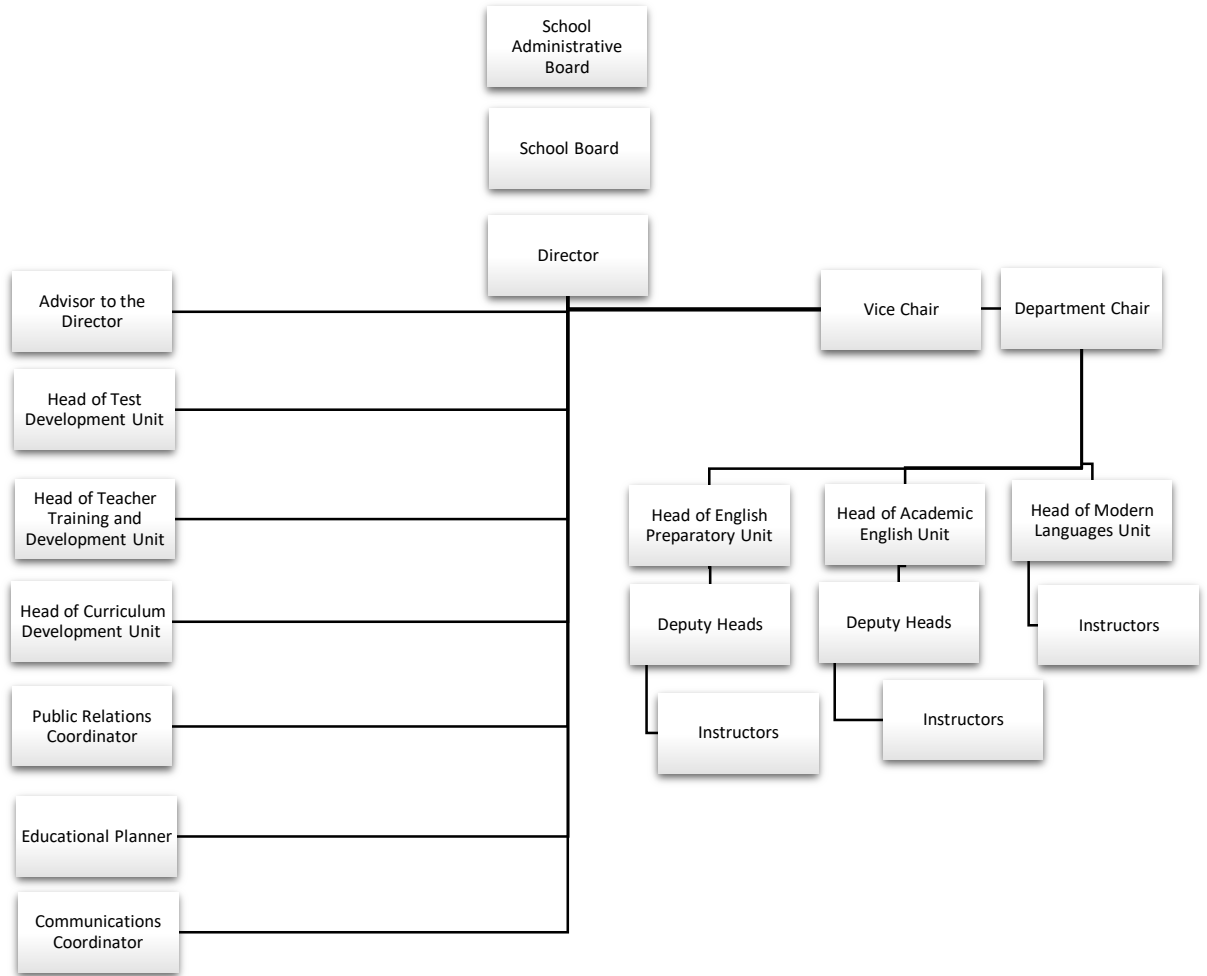 School
Administrative
Board
School Board
Director
Advisor to the
Director
Vice Chair
Department Chair
Head of Test
Development Unit
Head of Teacher
Training and
Development Unit
Head of English
Preparatory Unit
Head of Academic
English Unit
Head of Modern
Languages Unit
Head of Curriculum
Development Unit
Deputy Heads
Deputy Heads
Instructors
Public Relations
Coordinator
Instructors
Instructors
Educational Planner
Communications
Coordinator